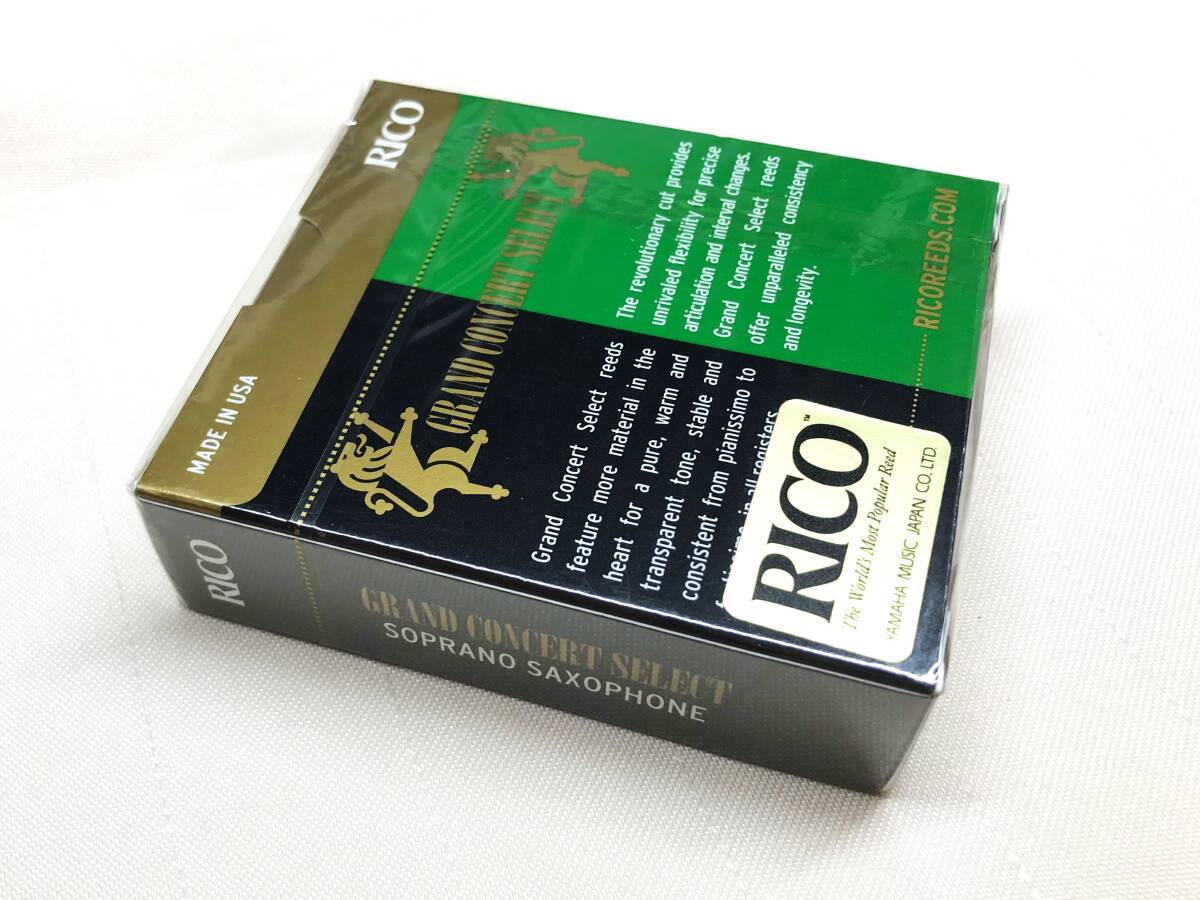 RICO
MADE IN USA
GRAND CONCERT SELECT
Grand Concert Select reeds
feature more material in the
heart for a pure, warm and
transparent tone, stable and
consistent from pianissimo to
in all registers
The revolutionary cut provides
unrivaled flexibility for precise
articulation and interval changes.
Grand Concert Select reeds
offer unparalleled consistency
and longevity.
RICOREEDS.COM
RICO™
The World's Most Popular Reed
YAMAHA MUSIC JAPAN CO. LTD.
RICO
GRAND CONCERT SELECT
SOPRANO SAXOPHONE